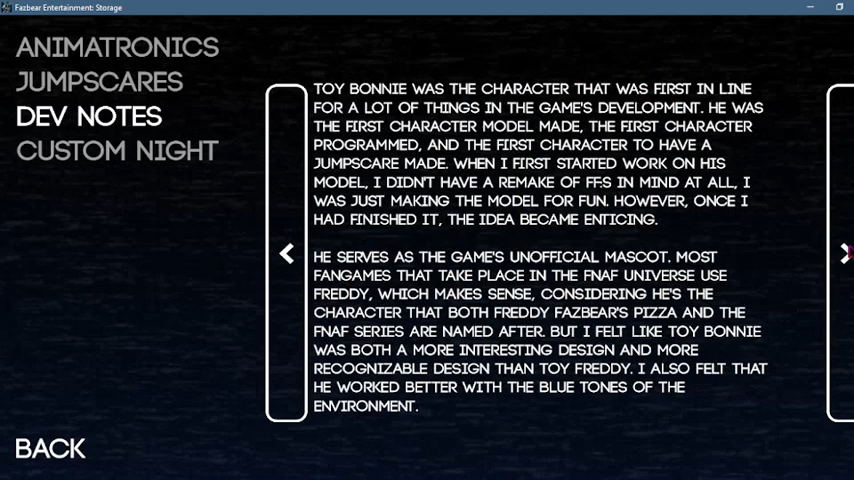 Fazbear Entertainment: Storage
ANIMATRONICS
JUMPSCARES
DEV NOTES
CUSTOM NIGHT
TOY BONNIE WAS THE CHARACTER THAT WAS FIRST IN LINE
FOR A LOT OF THINGS IN THE GAME'S DEVELOPMENT. HE WAS
THE FIRST CHARACTER MODEL MADE, THE FIRST CHARACTER
PROGRAMMED, AND THE FIRST CHARACTER TO HAVE A
JUMPSCARE MADE. WHEN I FIRST STARTED WORK ON HIS
MODEL, I DIDN'T HAVE A REMAKE OF FF:S IN MIND AT ALL, I
WAS JUST MAKING THE MODEL FOR FUN. HOWEVER, ONCE I
HAD FINISHED IT, THE IDEA BECAME ENTICING.
HE SERVES AS THE GAME'S UNOFFICIAL MASCOT. MOST
FANGAMES THAT TAKE PLACE IN THE FNAF UNIVERSE USE
FREDDY, WHICH MAKES SENSE, CONSIDERING HE'S THE
CHARACTER THAT BOTH FREDDY FAZBEAR'S PIZZA AND THE
FNAF SERIES ARE NAMED AFTER. BUT I FELT LIKE TOY BONNIE
WAS BOTH A MORE INTERESTING DESIGN AND MORE
RECOGNIZABLE DESIGN THAN TOY FREDDY. I ALSO FELT THAT
HE WORKED BETTER WITH THE BLUE TONES OF THE
ENVIRONMENT.
BACK